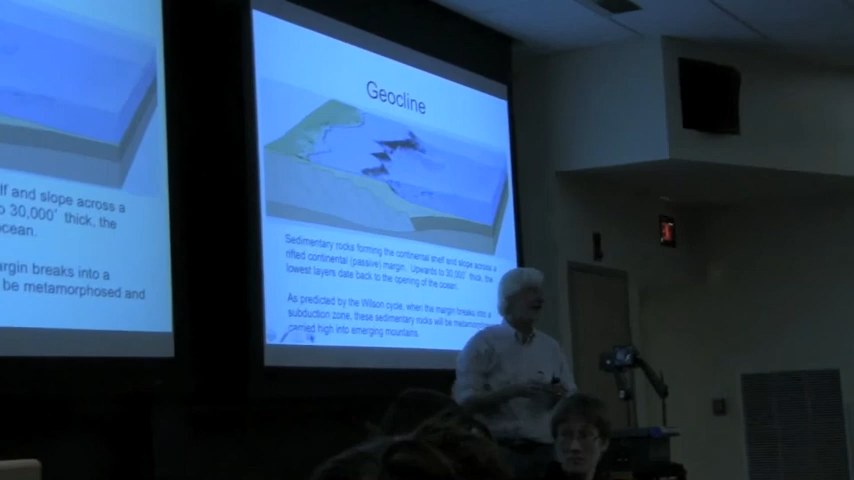 Geocline
Sedimentary rocks forming the continental shelf and slope across a
rifted continental (passive) margin. Upwards to 30,000' thick, the
lowest layers date back to the opening of the ocean.
As predicted by the Wilson cycle, when the margin breaks into a
subduction zone, these sedimentary rocks will be metamorphosed
carried high into emerging mountains.
lf and slope across a
o 30,000' thick, the
ocean.
argin breaks into a
be metamorphosed and